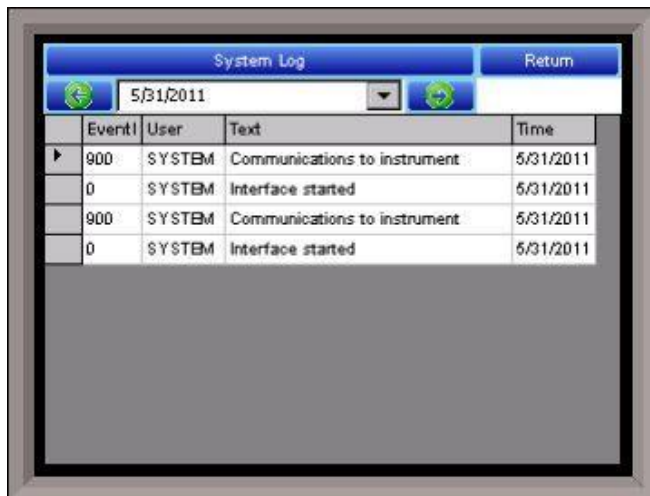 System Log Return
5/31/2011
EventI User Text Time
900 SYSTEM Communications to instrument 5/31/2011
0 SYSTEM Interface started 5/31/2011
900 SYSTEM Communications to instrument 5/31/2011
0 SYSTEM Interface started 5/31/2011